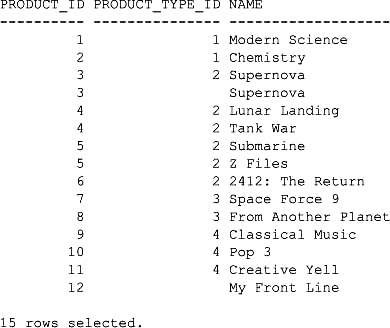 PRODUCT_ID PRODUCT_TYPE_ID NAME
---------- --------------- --------------------
1 1 Modern Science
2 1 Chemistry
3 2 Supernova
3 Supernova
4 2 Lunar Landing
4 2 Tank War
5 2 Submarine
5 2 Z Files
6 2 2412: The Return
7 3 Space Force 9
8 3 From Another Planet
9 4 Classical Music
10 4 Pop 3
11 4 Creative Yell
12 My Front Line
15 rows selected.